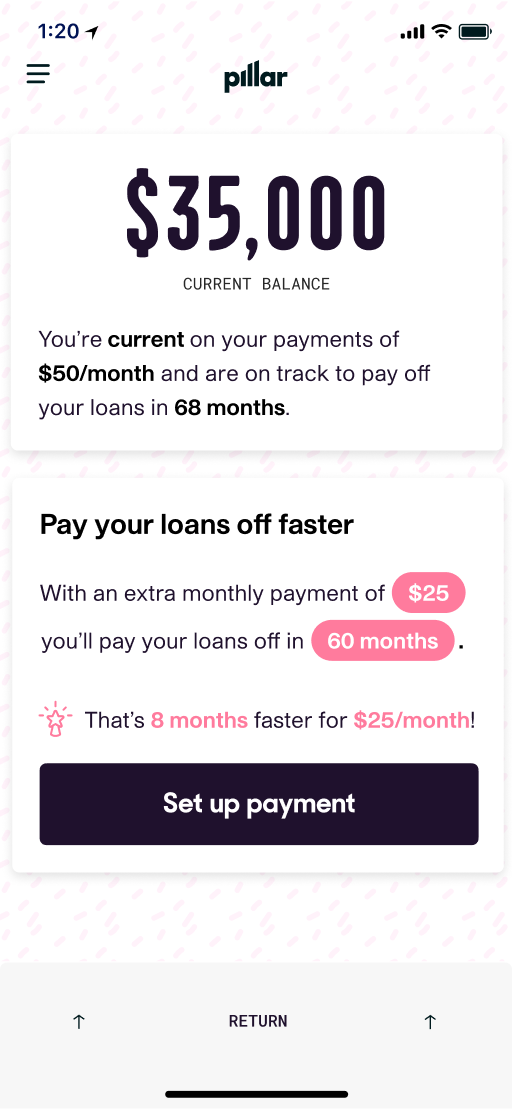 1:20
pillar
$35,000
CURRENT BALANCE
You’re current on your payments of
$50/month and are on track to pay off
your loans in 68 months.
Pay your loans off faster
With an extra monthly payment of $25
you’ll pay your loans off in 60 months .
That’s 8 months faster for $25/month!
Set up payment
↑ RETURN ↑